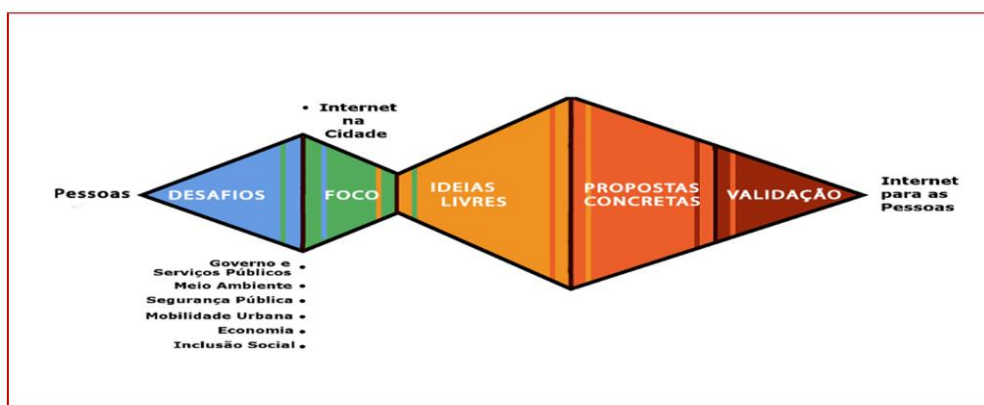 • Internet
na
Cidade
Pessoas
DESAFIOS
FOCO
IDEIAS
LIVRES
PROPOSTAS
CONCRETAS
VALIDAÇÃO
Internet
para as
Pessoas
Governo e •
Serviços Públicos
Meio Ambiente •
Segurança Pública •
Mobilidade Urbana •
Economia •
Inclusão Social •